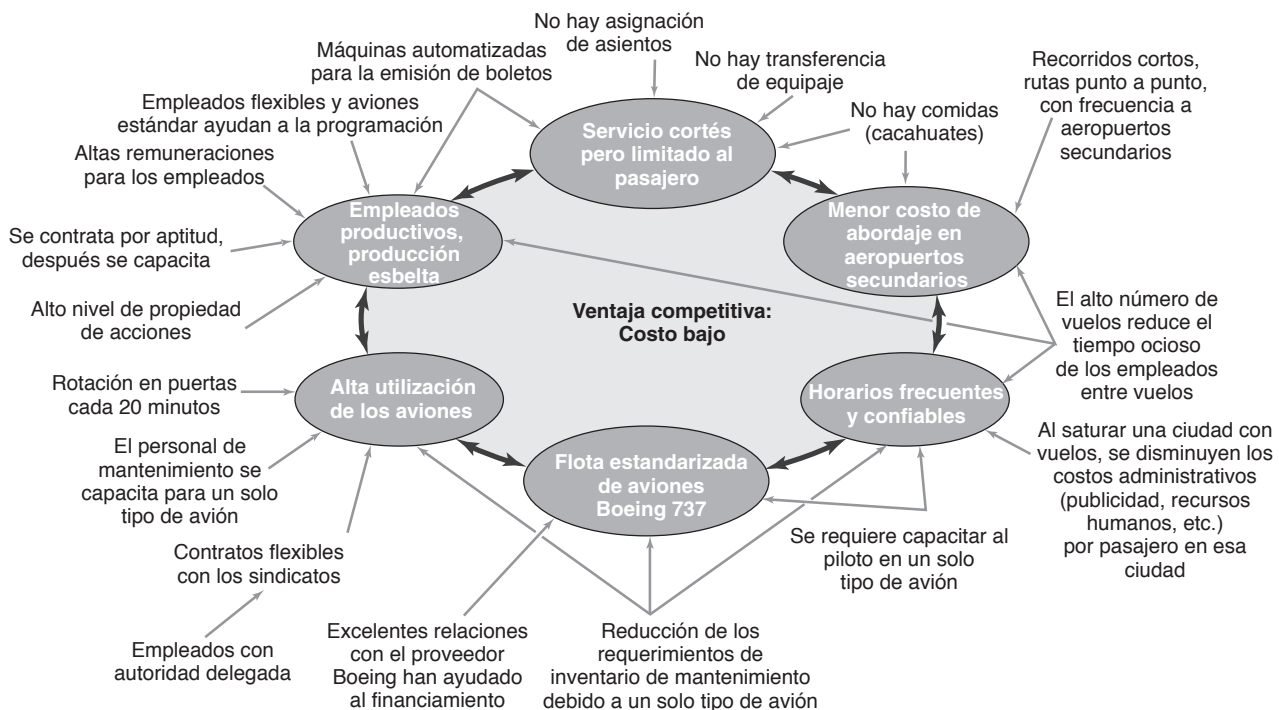 No hay asignación
de asientos
Máquinas automatizadas
para la emisión de boletos
No hay transferencia
de equipaje
Recorridos cortos,
rutas punto a punto,
con frecuencia a
aeropuertos
secundarios
Empleados flexibles y aviones
estándar ayudan a la programación
No hay comidas
(cacahuates)
Servicio cortés
pero limitado al
pasajero
Altas remuneraciones
para los empleados
Empleados
productivos,
producción
esbelta
Menor costo de
abordaje en
aeropuertos
secundarios
Se contrata por aptitud,
después se capacita
Alto nivel de propiedad
de acciones
Ventaja competitiva:
Costo bajo
El alto número de
vuelos reduce el
tiempo ocioso
de los empleados
entre vuelos
Rotación en puertas
cada 20 minutos
Alta utilización
de los aviones
Horarios frecuentes
y confiables
El personal de
mantenimiento se
capacita para un solo
tipo de avión
Flota estandarizada
de aviones
Boeing 737
Al saturar una ciudad con
vuelos, se disminuyen los
costos administrativos
(publicidad, recursos
humanos, etc.)
por pasajero en esa
ciudad
Contratos flexibles
con los sindicatos
Se requiere capacitar al
piloto en un solo
tipo de avión
Empleados con
autoridad delegada
Excelentes relaciones
con el proveedor
Boeing han ayudado
al financiamiento
Reducción de los
requerimientos de
inventario de mantenimiento
debido a un solo tipo de avión